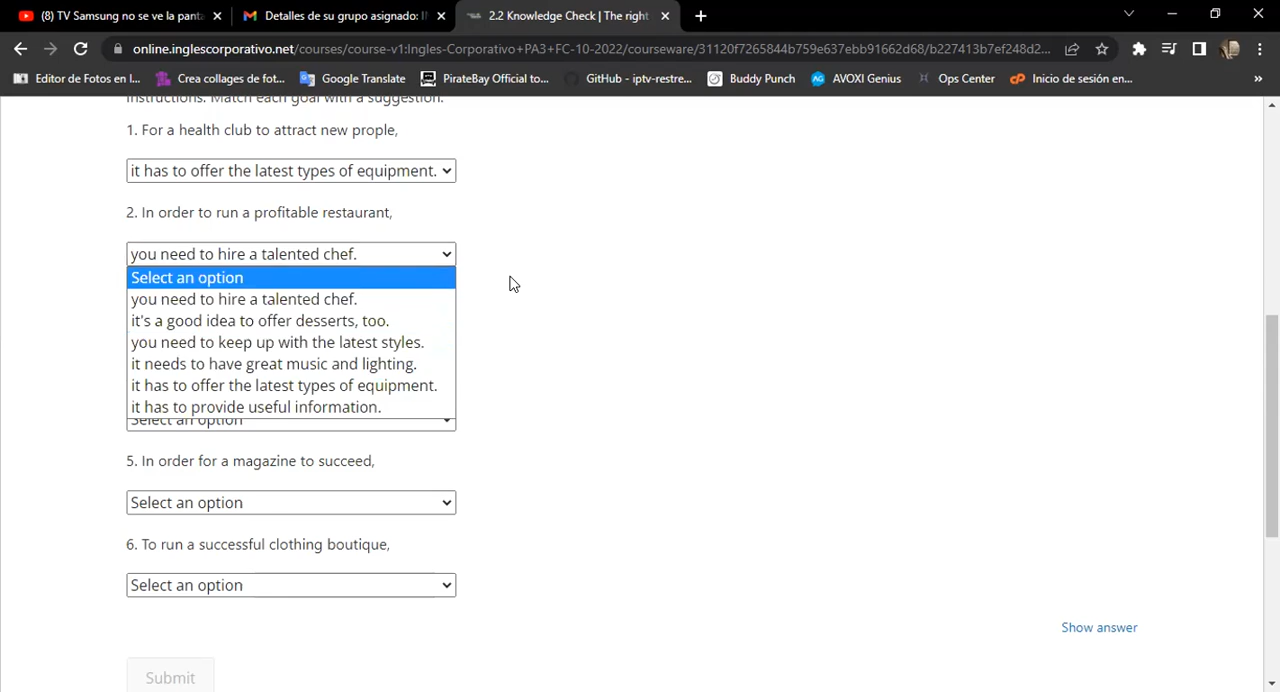 (8) TV Samsung no se ve la panta
Detalles de su grupo asignado: I
2.2 Knowledge Check | The right
online.inglescorporativo.net/courses/course-v1:Ingles-Corporativo+PA3+FC-10-2022/courseware/31120f7265844b759e637ebb91662d68/b227413b7ef248d2...
Editor de Fotos en l...
Crea collages de fot...
Google Translate
PirateBay Official to...
GitHub - iptv-restre...
Buddy Punch
AVOXI Genius
Ops Center
Inicio de sesión en...
»
Instructions. Match each goal with a suggestion.
1. For a health club to attract new prople,
it has to offer the latest types of equipment.
2. In order to run a profitable restaurant,
you need to hire a talented chef.
Select an option
you need to hire a talented chef.
it's a good idea to offer desserts, too.
you need to keep up with the latest styles.
it needs to have great music and lighting.
it has to offer the latest types of equipment.
it has to provide useful information.
Select an option
5. In order for a magazine to succeed,
Select an option
6. To run a successful clothing boutique,
Select an option
Show answer
Submit